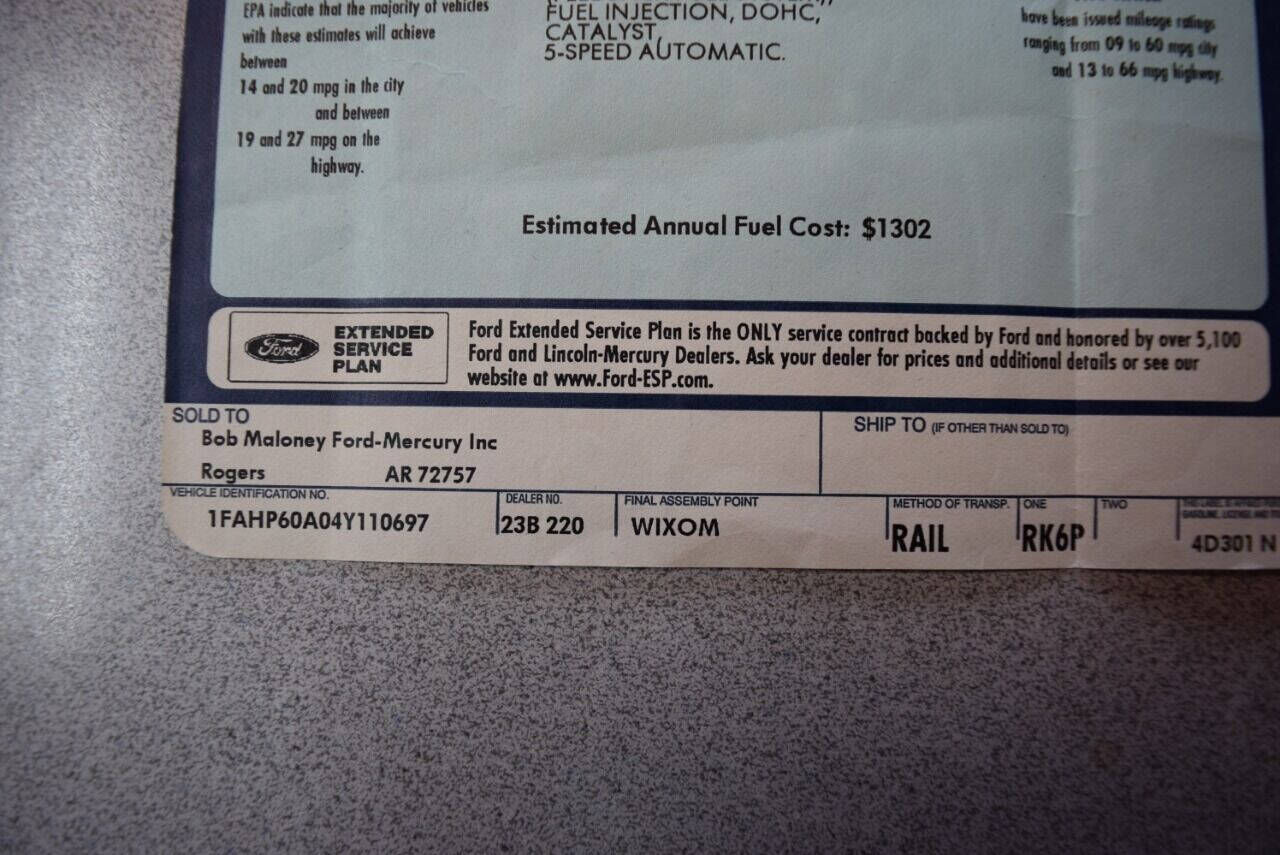 EPA indicate that the majority of vehicles
with these estimates will achieve
between
14 and 20 mpg in the city
and between
19 and 27 mpg on the
highway.
FUEL INJECTION, DOHC,
CATALYST,
5-SPEED AUTOMATIC.
have been issued mileage ratings
ranging from 09 to 60 mpg city
and 13 to 66 mpg highway.
Estimated Annual Fuel Cost: $1302
Ford
EXTENDED
SERVICE
PLAN
Ford Extended Service Plan is the ONLY service contract backed by Ford and honored by over 5,100
Ford and Lincoln-Mercury Dealers. Ask your dealer for prices and additional details or see our
website at www.Ford-ESP.com.
SOLD TO
Bob Maloney Ford-Mercury Inc
Rogers AR 72757
SHIP TO (IF OTHER THAN SOLD TO)
VEHICLE IDENTIFICATION NO.
1FAHP60A04Y110697
DEALER NO.
23B 220
FINAL ASSEMBLY POINT
WIXOM
METHOD OF TRANSP.
RAIL
ONE
RK6P
TWO
4D301 N